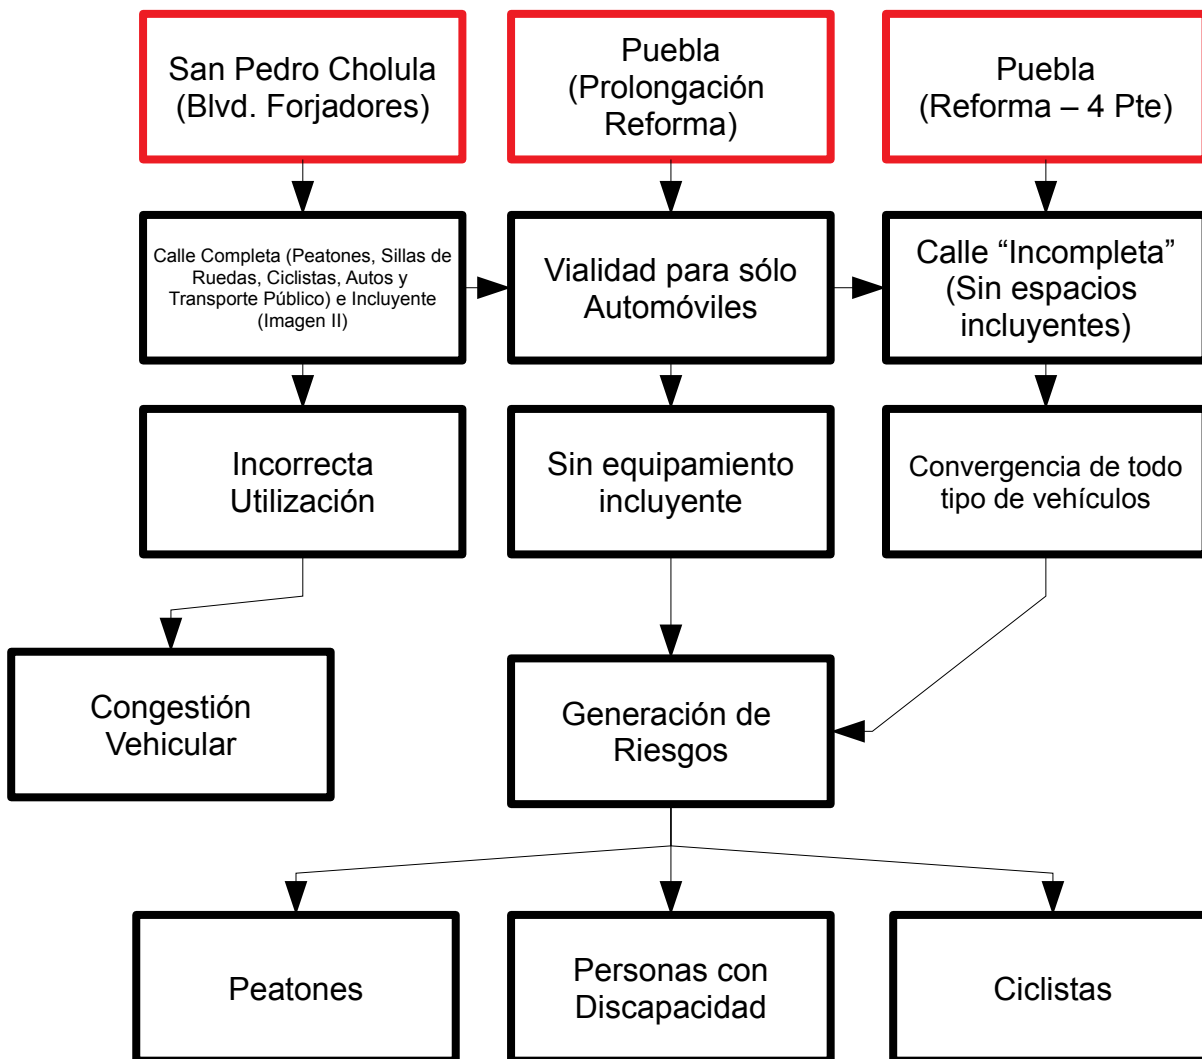 San Pedro Cholula
(Blvd. Forjadores)
Puebla
(Prolongación
Reforma)
Puebla
(Reforma – 4 Pte)
Calle Completa (Peatones, Sillas de
Ruedas, Ciclistas, Autos y
Transporte Público) e Incluyente
(Imagen II)
Vialidad para sólo
Automóviles
Calle “Incompleta”
(Sin espacios
incluyentes)
Incorrecta
Utilización
Sin equipamiento
incluyente
Convergencia de todo
tipo de vehículos
Congestión
Vehicular
Generación de
Riesgos
Peatones
Personas con
Discapacidad
Ciclistas